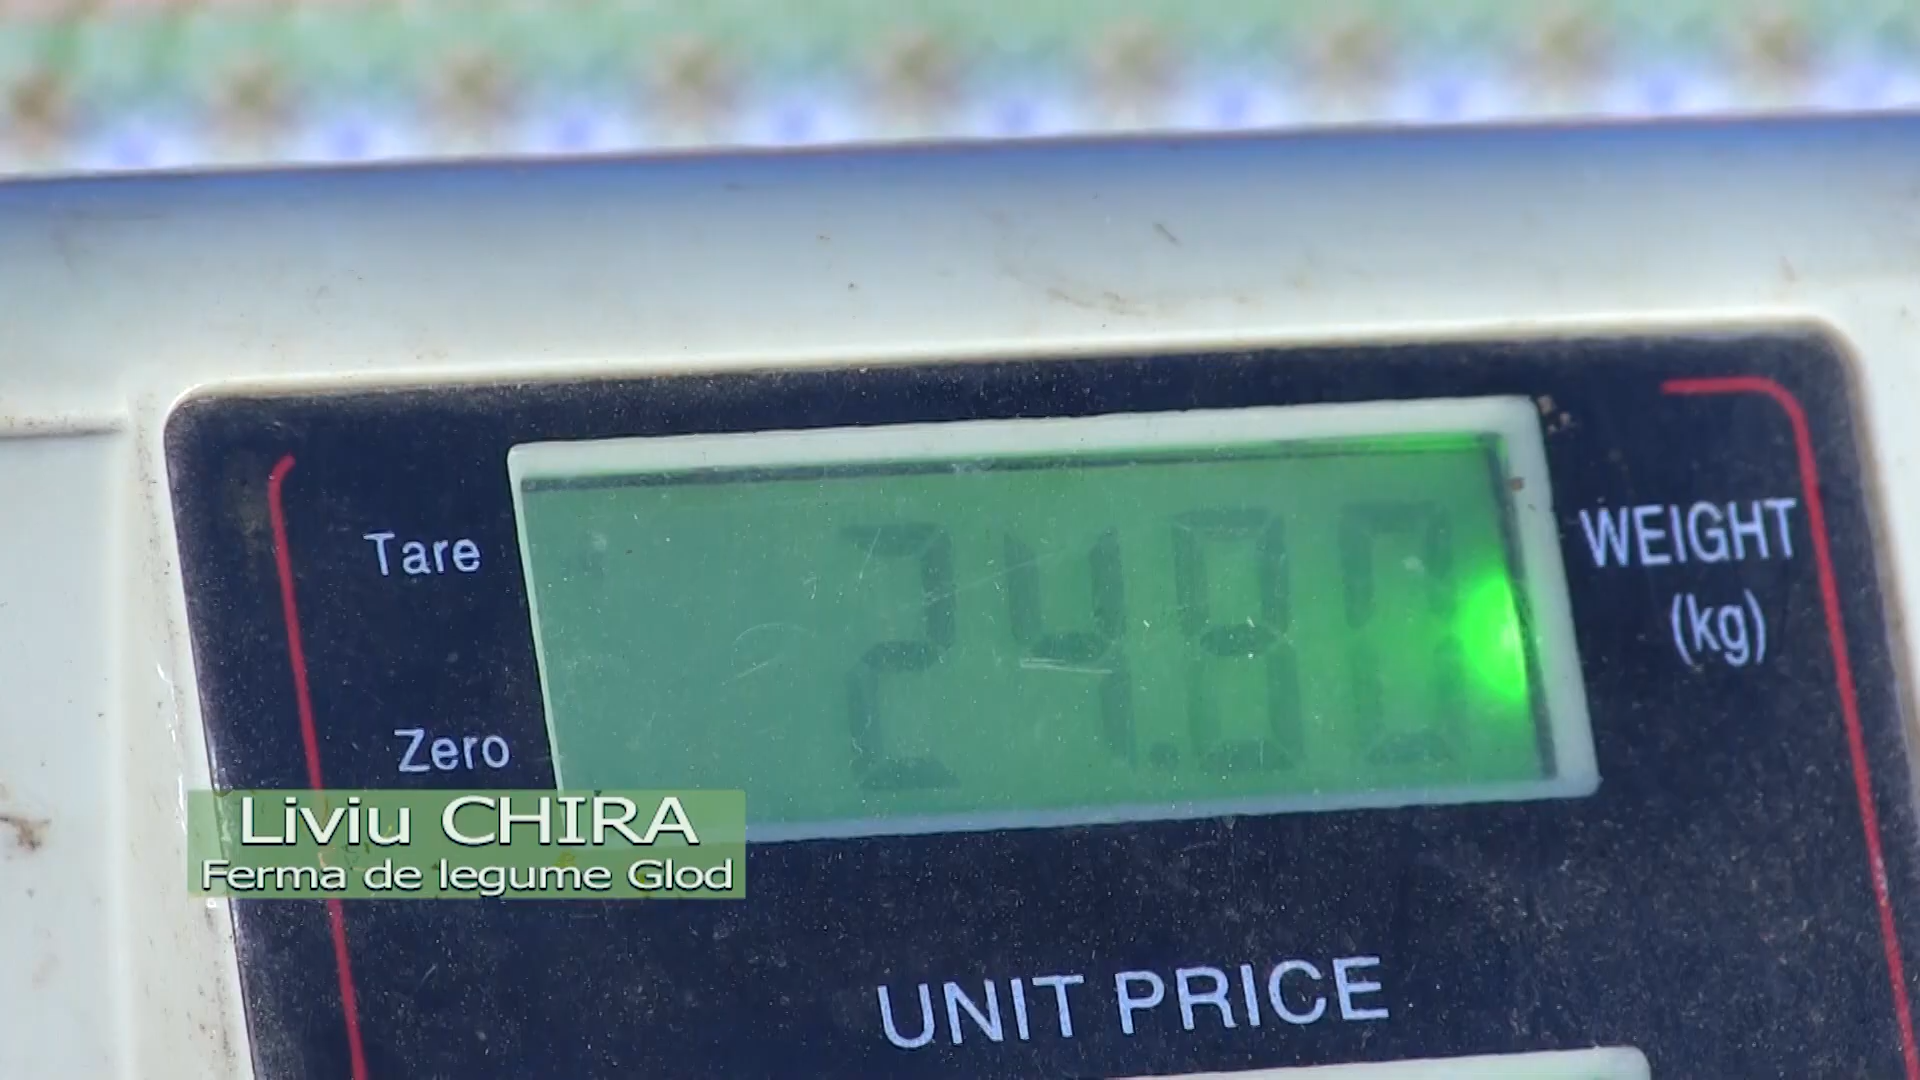 Tare
24.80
WEIGHT
(kg)
Zero
Liviu CHIRA
Ferma de legume Glod
UNIT PRICE